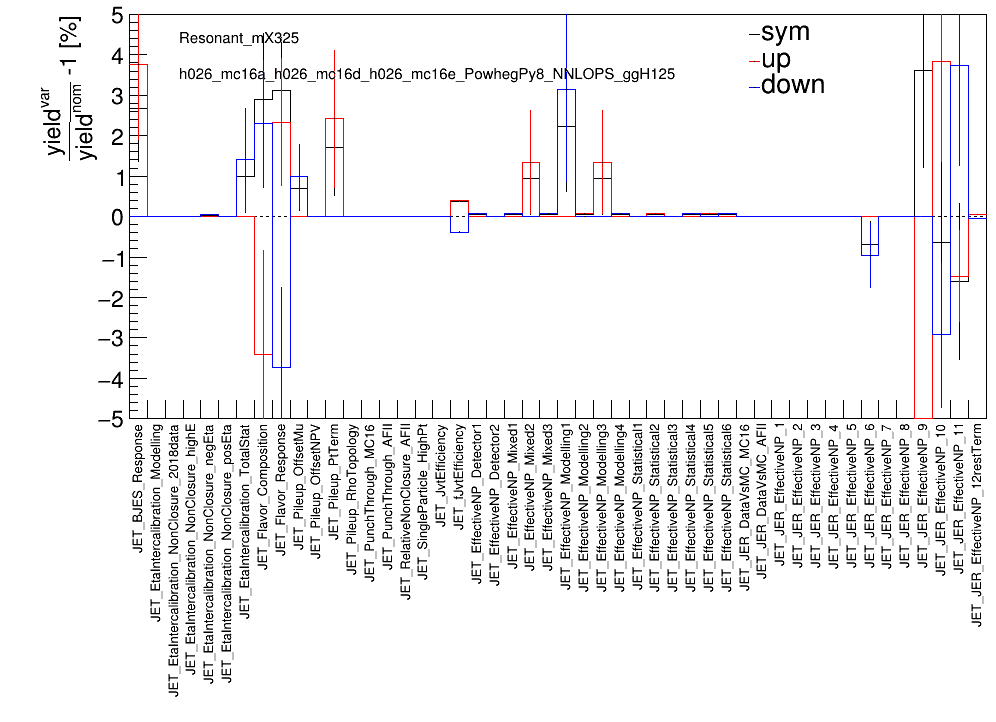 yield^var / yield^nom -1 [%]
5
4
3
2
1
0
−1
−2
−3
−4
−5
Resonant_mX325
h026_mc16a_h026_mc16d_h026_mc16e_PowhegPy8_NNLOPS_ggH125
−sym
−up
−down
JET_BJES_Response
JET_EtaIntercalibration_Modelling
JET_EtaIntercalibration_NonClosure_2018data
JET_EtaIntercalibration_NonClosure_highE
JET_EtaIntercalibration_NonClosure_negEta
JET_EtaIntercalibration_NonClosure_posEta
JET_EtaIntercalibration_TotalStat
JET_Flavor_Composition
JET_Flavor_Response
JET_Pileup_OffsetMu
JET_Pileup_OffsetNPV
JET_Pileup_PtTerm
JET_Pileup_RhoTopology
JET_PunchThrough_MC16
JET_PunchThrough_AFII
JET_RelativeNonClosure_AFII
JET_SingleParticle_HighPt
JET_JvtEfficiency
JET_fJvtEfficiency
JET_EffectiveNP_Detector1
JET_EffectiveNP_Detector2
JET_EffectiveNP_Mixed1
JET_EffectiveNP_Mixed2
JET_EffectiveNP_Mixed3
JET_EffectiveNP_Modelling1
JET_EffectiveNP_Modelling2
JET_EffectiveNP_Modelling3
JET_EffectiveNP_Modelling4
JET_EffectiveNP_Statistical1
JET_EffectiveNP_Statistical2
JET_EffectiveNP_Statistical3
JET_EffectiveNP_Statistical4
JET_EffectiveNP_Statistical5
JET_EffectiveNP_Statistical6
JET_JER_DataVsMC_MC16
JET_JER_DataVsMC_AFII
JET_JER_EffectiveNP_1
JET_JER_EffectiveNP_2
JET_JER_EffectiveNP_3
JET_JER_EffectiveNP_4
JET_JER_EffectiveNP_5
JET_JER_EffectiveNP_6
JET_JER_EffectiveNP_7
JET_JER_EffectiveNP_8
JET_JER_EffectiveNP_9
JET_JER_EffectiveNP_10
JET_JER_EffectiveNP_11
JET_JER_EffectiveNP_12restTerm